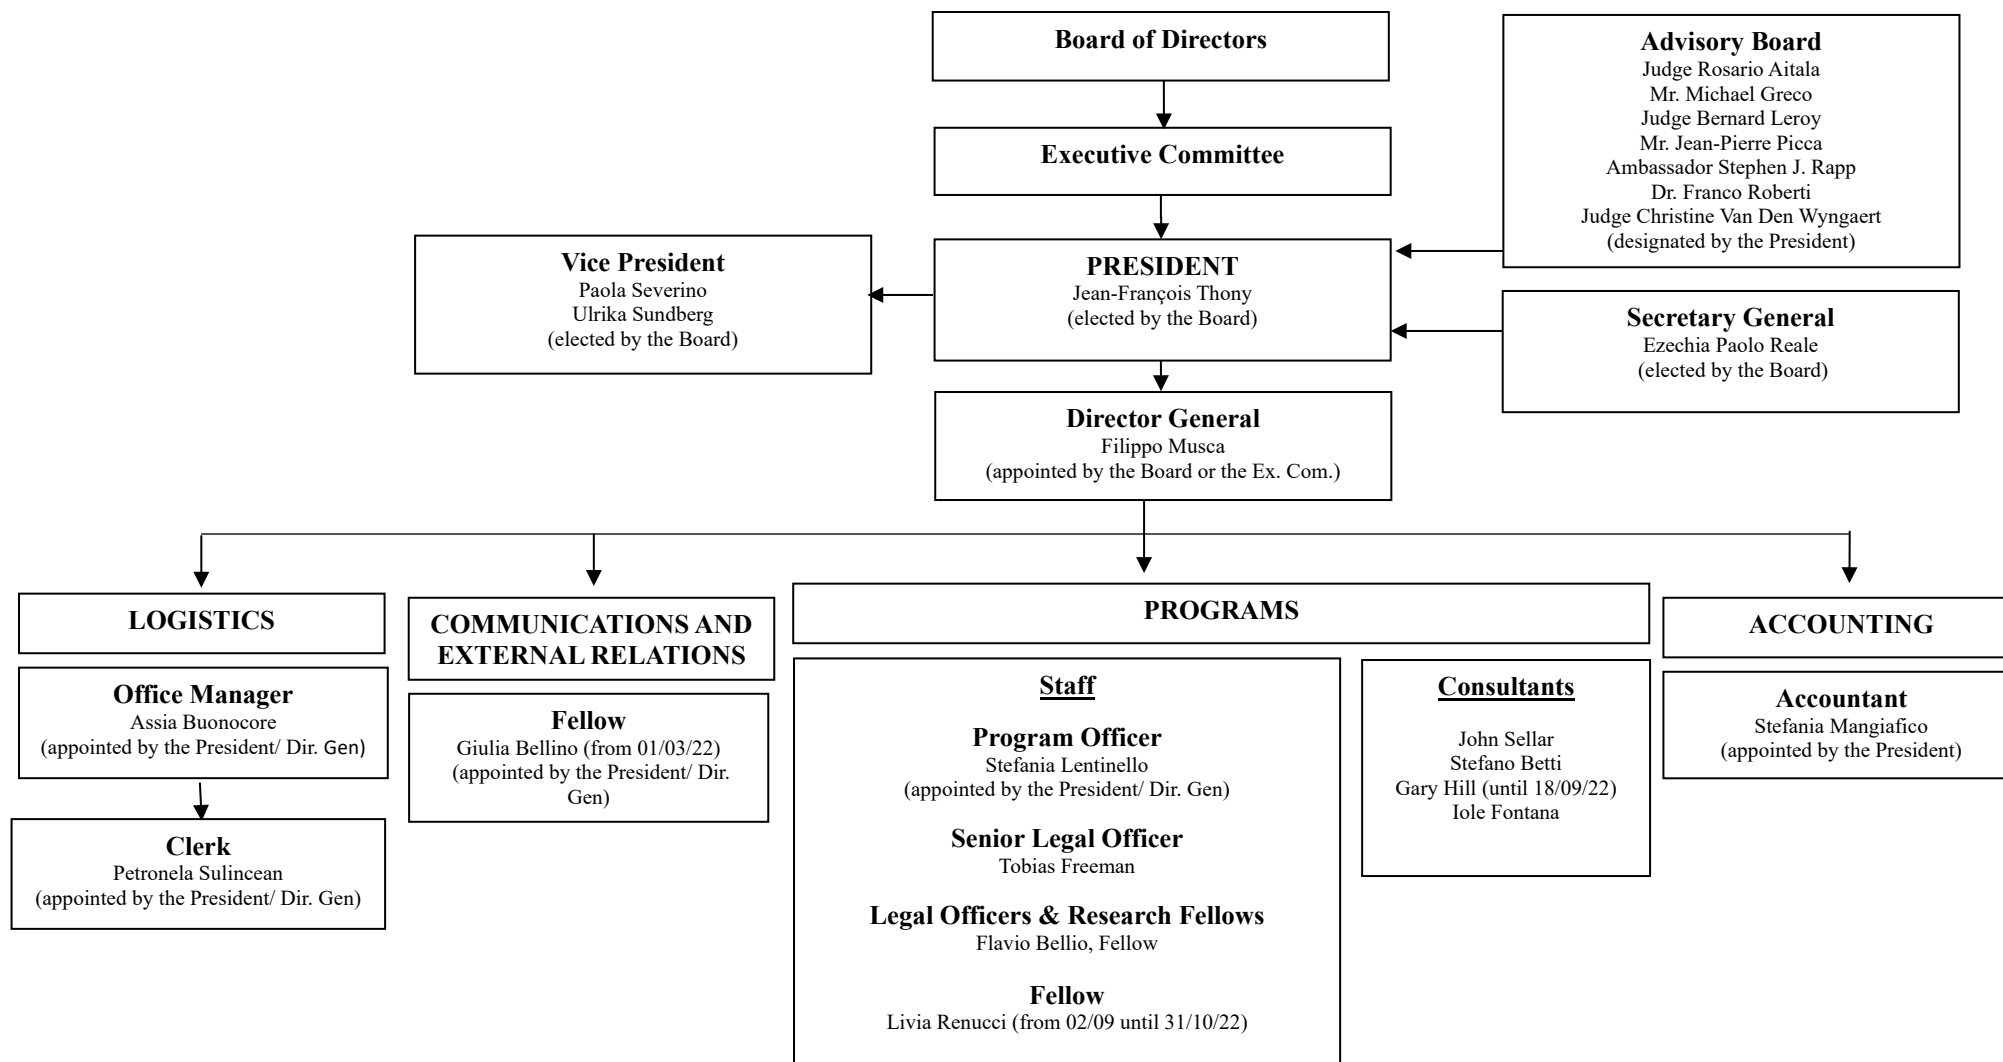 Board of Directors
Advisory Board
Judge Rosario Aitala
Mr. Michael Greco
Judge Bernard Leroy
Mr. Jean-Pierre Picca
Ambassador Stephen J. Rapp
Dr. Franco Roberti
Judge Christine Van Den Wyngaert
(designated by the President)
Executive Committee
Vice President
Paola Severino
Ulrika Sundberg
(elected by the Board)
PRESIDENT
Jean-François Thony
(elected by the Board)
Secretary General
Ezechia Paolo Reale
(elected by the Board)
Director General
Filippo Musca
(appointed by the Board or the Ex. Com.)
LOGISTICS
Office Manager
Assia Buonocore
(appointed by the President/ Dir. Gen)
Clerk
Petronela Sulincean
(appointed by the President/ Dir. Gen)
COMMUNICATIONS AND
EXTERNAL RELATIONS
Fellow
Giulia Bellino (from 01/03/22)
(appointed by the President/ Dir.
Gen)
PROGRAMS
Staff
Program Officer
Stefania Lentinello
(appointed by the President/ Dir. Gen)
Senior Legal Officer
Tobias Freeman
Legal Officers & Research Fellows
Flavio Bellio, Fellow
Fellow
Livia Renucci (from 02/09 until 31/10/22)
Consultants
John Sellar
Stefano Betti
Gary Hill (until 18/09/22)
Iole Fontana
ACCOUNTING
Accountant
Stefania Mangiafico
(appointed by the President)